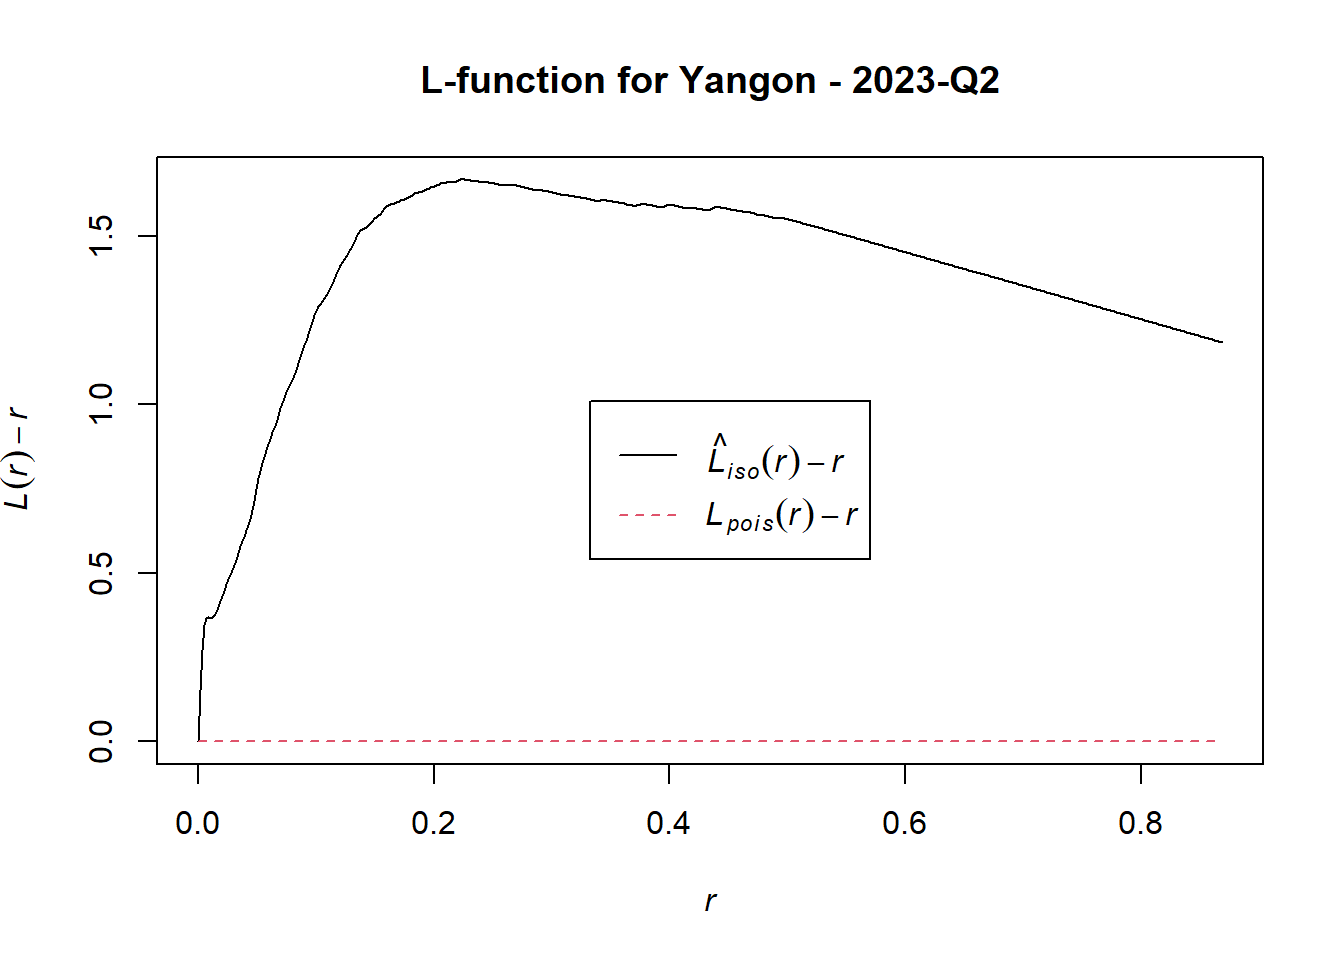 L-function for Yangon - 2023-Q2
L(r) − r
1.5
1.0
0.5
0.0
L̂iso(r) − r
Lpois(r) − r
0.0 0.2 0.4 0.6 0.8
r